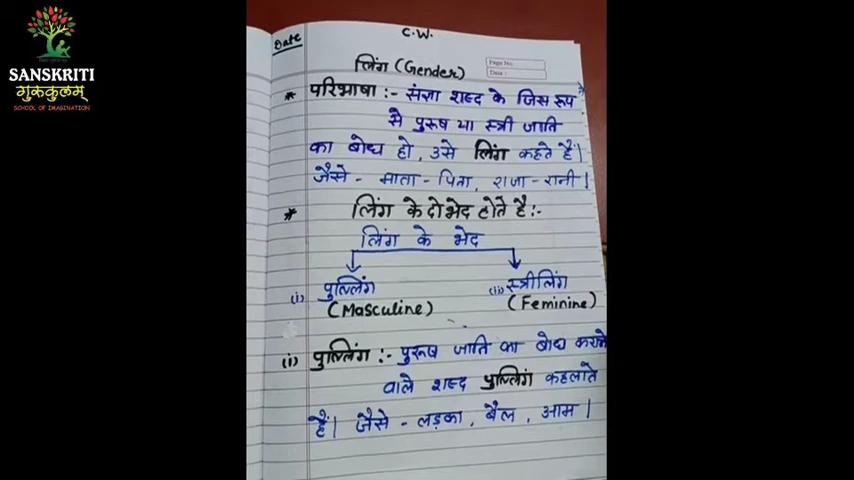 SANSKRITI
गुरुकुलम्
SCHOOL OF IMAGINATION
Date
C.W.
Page No:
Date:
लिंग (Gender)
* परिभाषा :- संज्ञा शब्द के जिस रूप
से पुरुष या स्त्री जाति
का बोध हो, उसे लिंग कहते हैं।
जैसे - माता - पिता, राजा - रानी।
* लिंग के दो भेद होते हैं :-
लिंग के भेद
(i) पुल्लिंग (ii) स्त्रीलिंग
(Masculine) (Feminine)
(i) पुल्लिंग :- पुरुष जाति का बोध कराने
वाले शब्द पुल्लिंग कहलाते
हैं। जैसे - लड़का, बैल, आम।